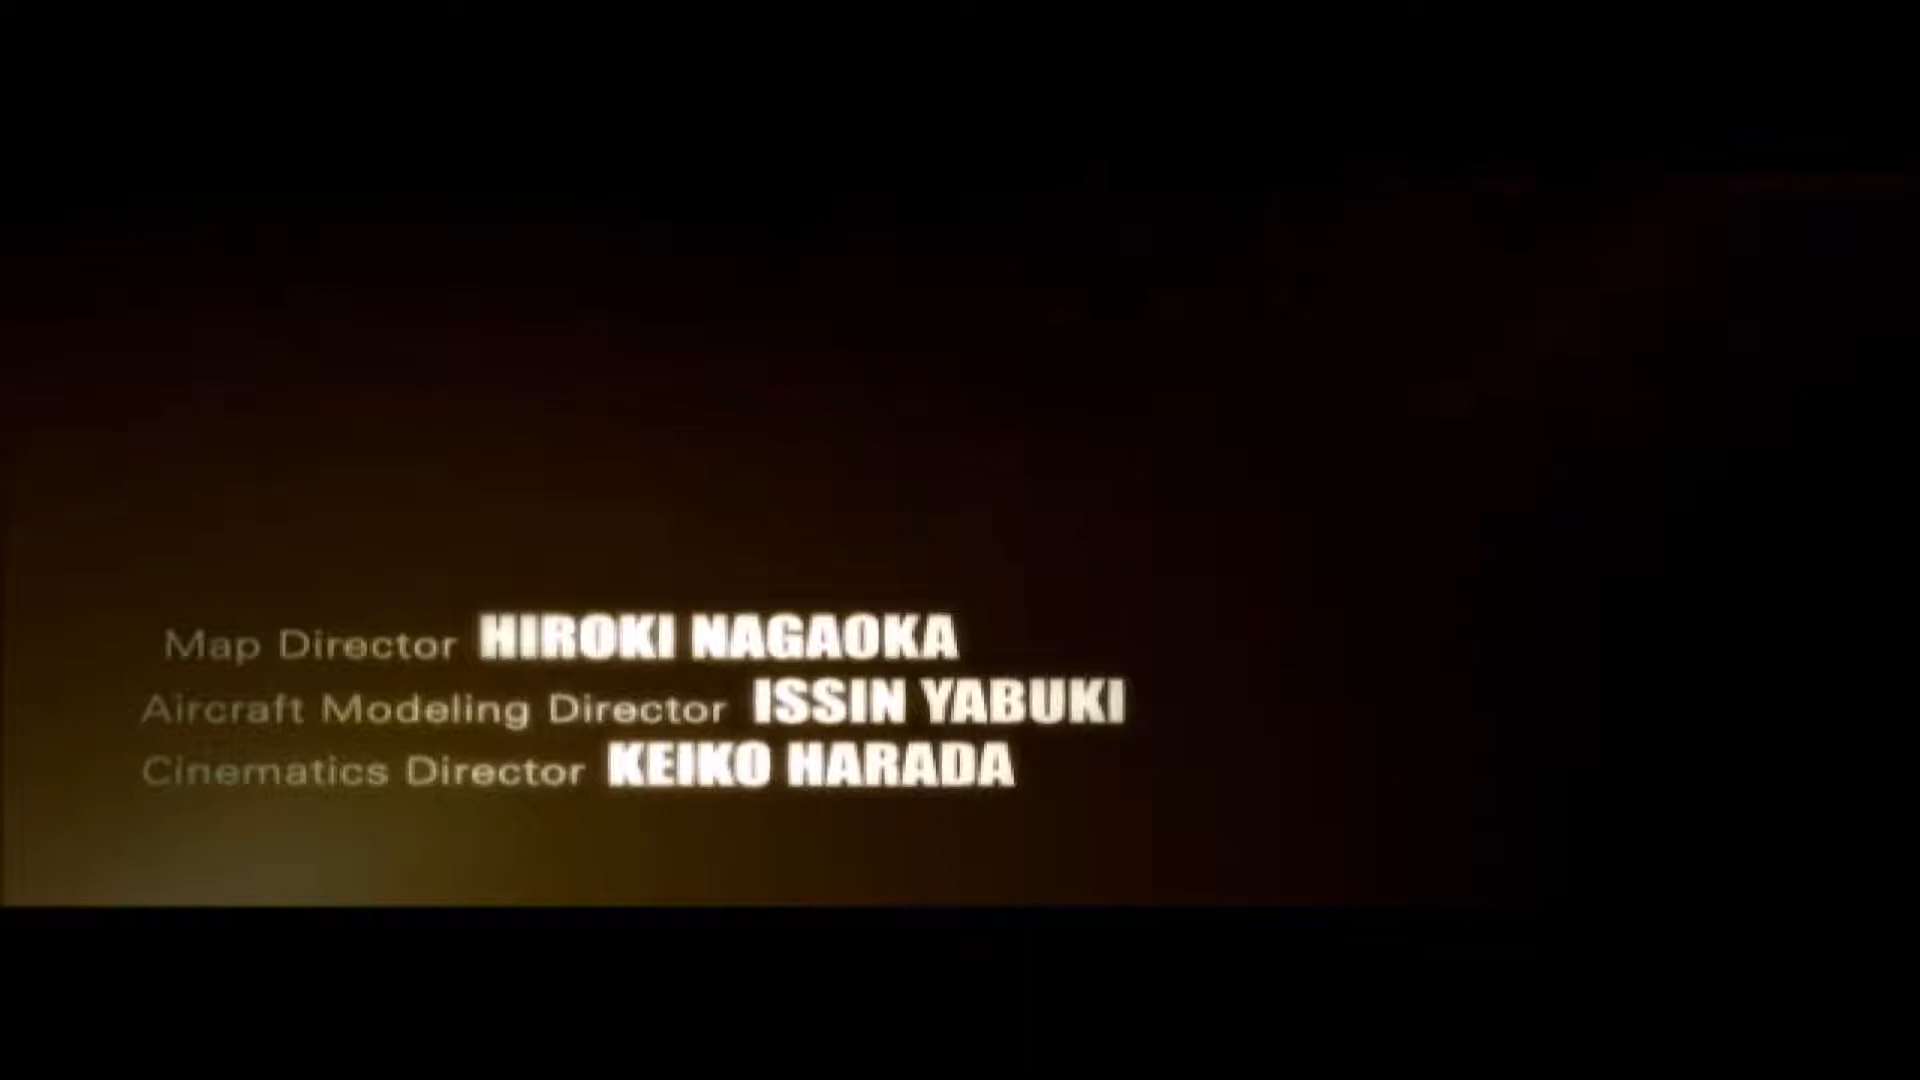 Map Director HIROKI NAGAOKA
Aircraft Modeling Director ISSIN YABUKI
Cinematics Director KEIKO HARADA